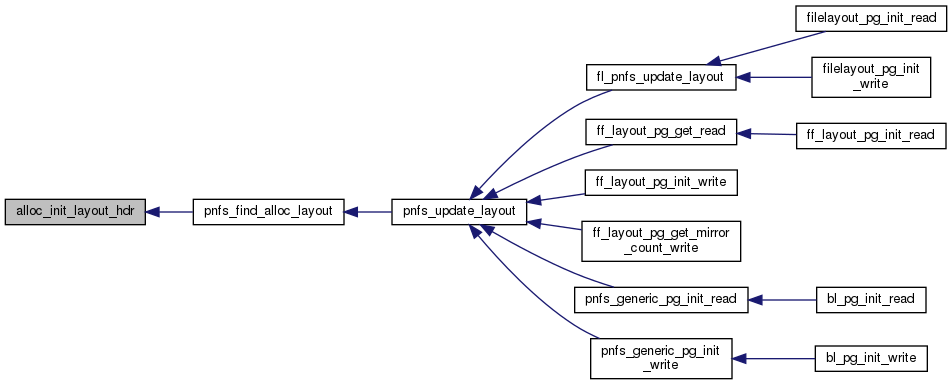 filelayout_pg_init_read
fl_pnfs_update_layout
filelayout_pg_init
_write
ff_layout_pg_get_read
ff_layout_pg_init_read
ff_layout_pg_init_write
alloc_init_layout_hdr
pnfs_find_alloc_layout
pnfs_update_layout
ff_layout_pg_get_mirror
_count_write
pnfs_generic_pg_init_read
bl_pg_init_read
pnfs_generic_pg_init
_write
bl_pg_init_write